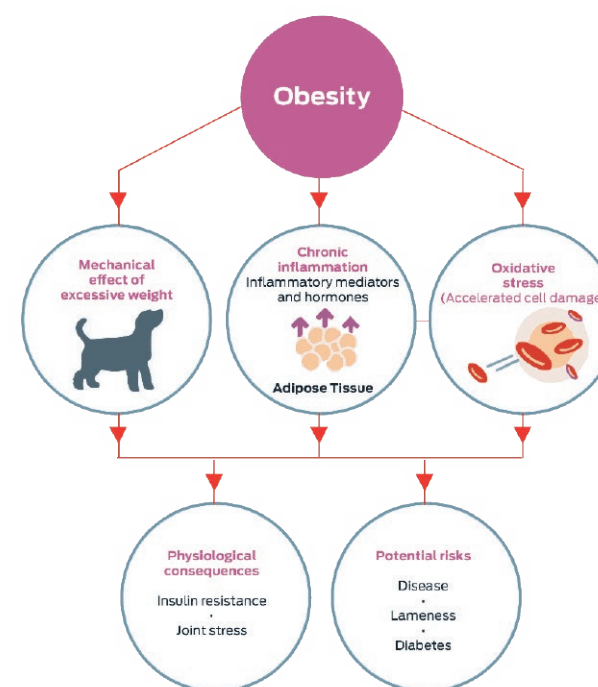 Obesity
Mechanical
effect of
excessive weight
Chronic
inflammation
Inflammatory mediators
and hormones
Adipose Tissue
Oxidative
stress
(Accelerated cell damage
Physiological
consequences
Insulin resistance
•
Joint stress
Potential risks
Disease
•
Lameness
•
Diabetes